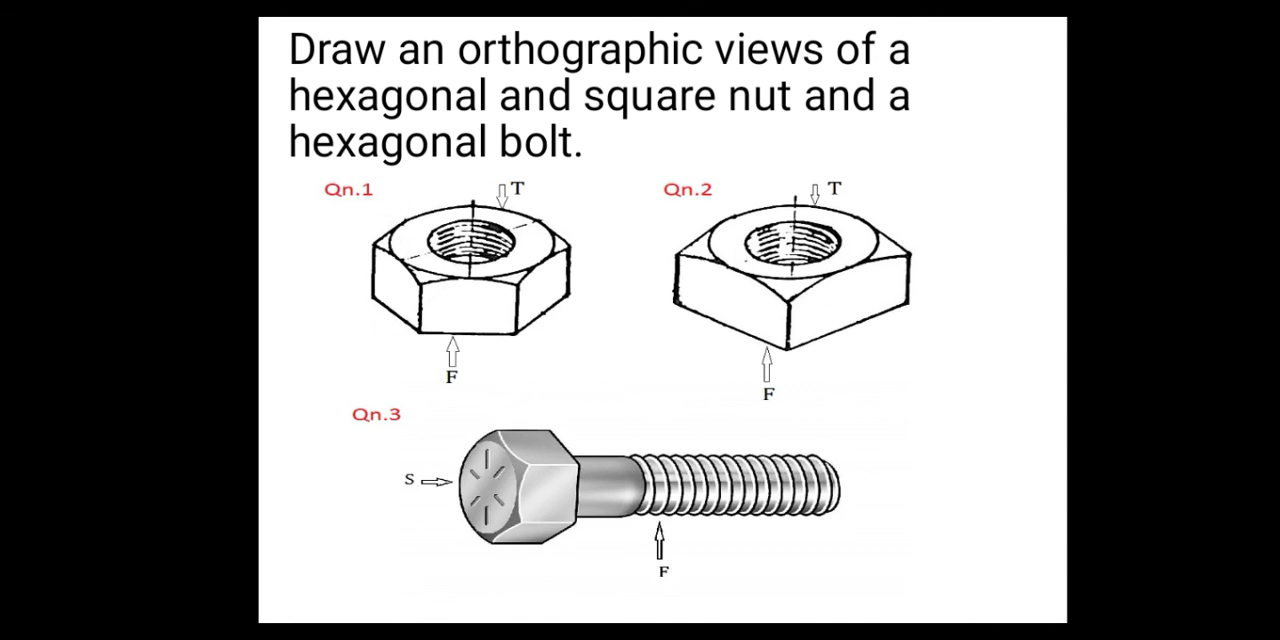 Draw an orthographic views of a
hexagonal and square nut and a
hexagonal bolt.
Qn.1
T
Qn.2
T
F
F
Qn.3
S
F